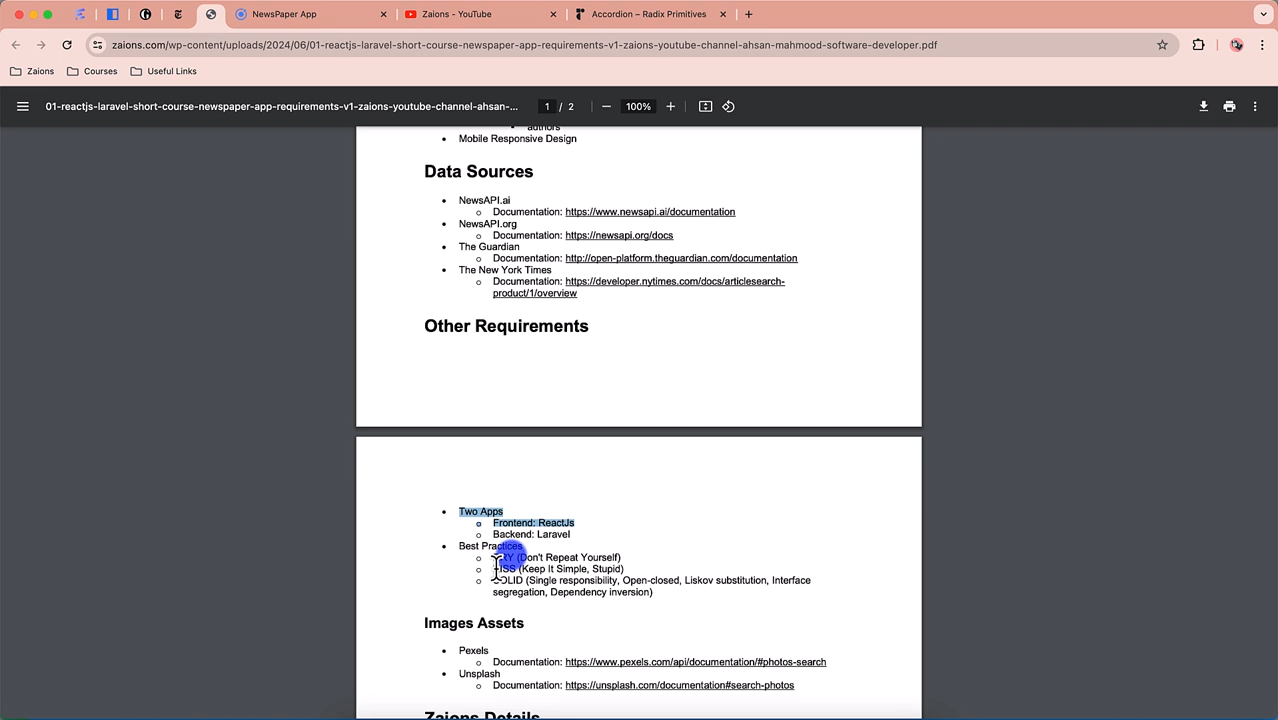 NewsPaper App
Zaions - YouTube
Accordion – Radix Primitives
zaions.com/wp-content/uploads/2024/06/01-reactjs-laravel-short-course-newspaper-app-requirements-v1-zaions-youtube-channel-ahsan-mahmood-software-developer.pdf
Zaions
Courses
Useful Links
01-reactjs-laravel-short-course-newspaper-app-requirements-v1-zaions-youtube-channel-ahsan-...
1 / 2
100%
authors
Mobile Responsive Design
Data Sources
NewsAPI.ai
Documentation: https://www.newsapi.ai/documentation
NewsAPI.org
Documentation: https://newsapi.org/docs
The Guardian
Documentation: http://open-platform.theguardian.com/documentation
The New York Times
Documentation: https://developer.nytimes.com/docs/articlesearch-
product/1/overview
Other Requirements
Two Apps
Frontend: ReactJs
Backend: Laravel
Best Practices
(Don't Repeat Yourself)
(Keep It Simple, Stupid)
SOLID (Single responsibility, Open-closed, Liskov substitution, Interface
segregation, Dependency inversion)
Images Assets
Pexels
Documentation: https://www.pexels.com/api/documentation/#photos-search
Unsplash
Documentation: https://unsplash.com/documentation#search-photos
Zaions Details